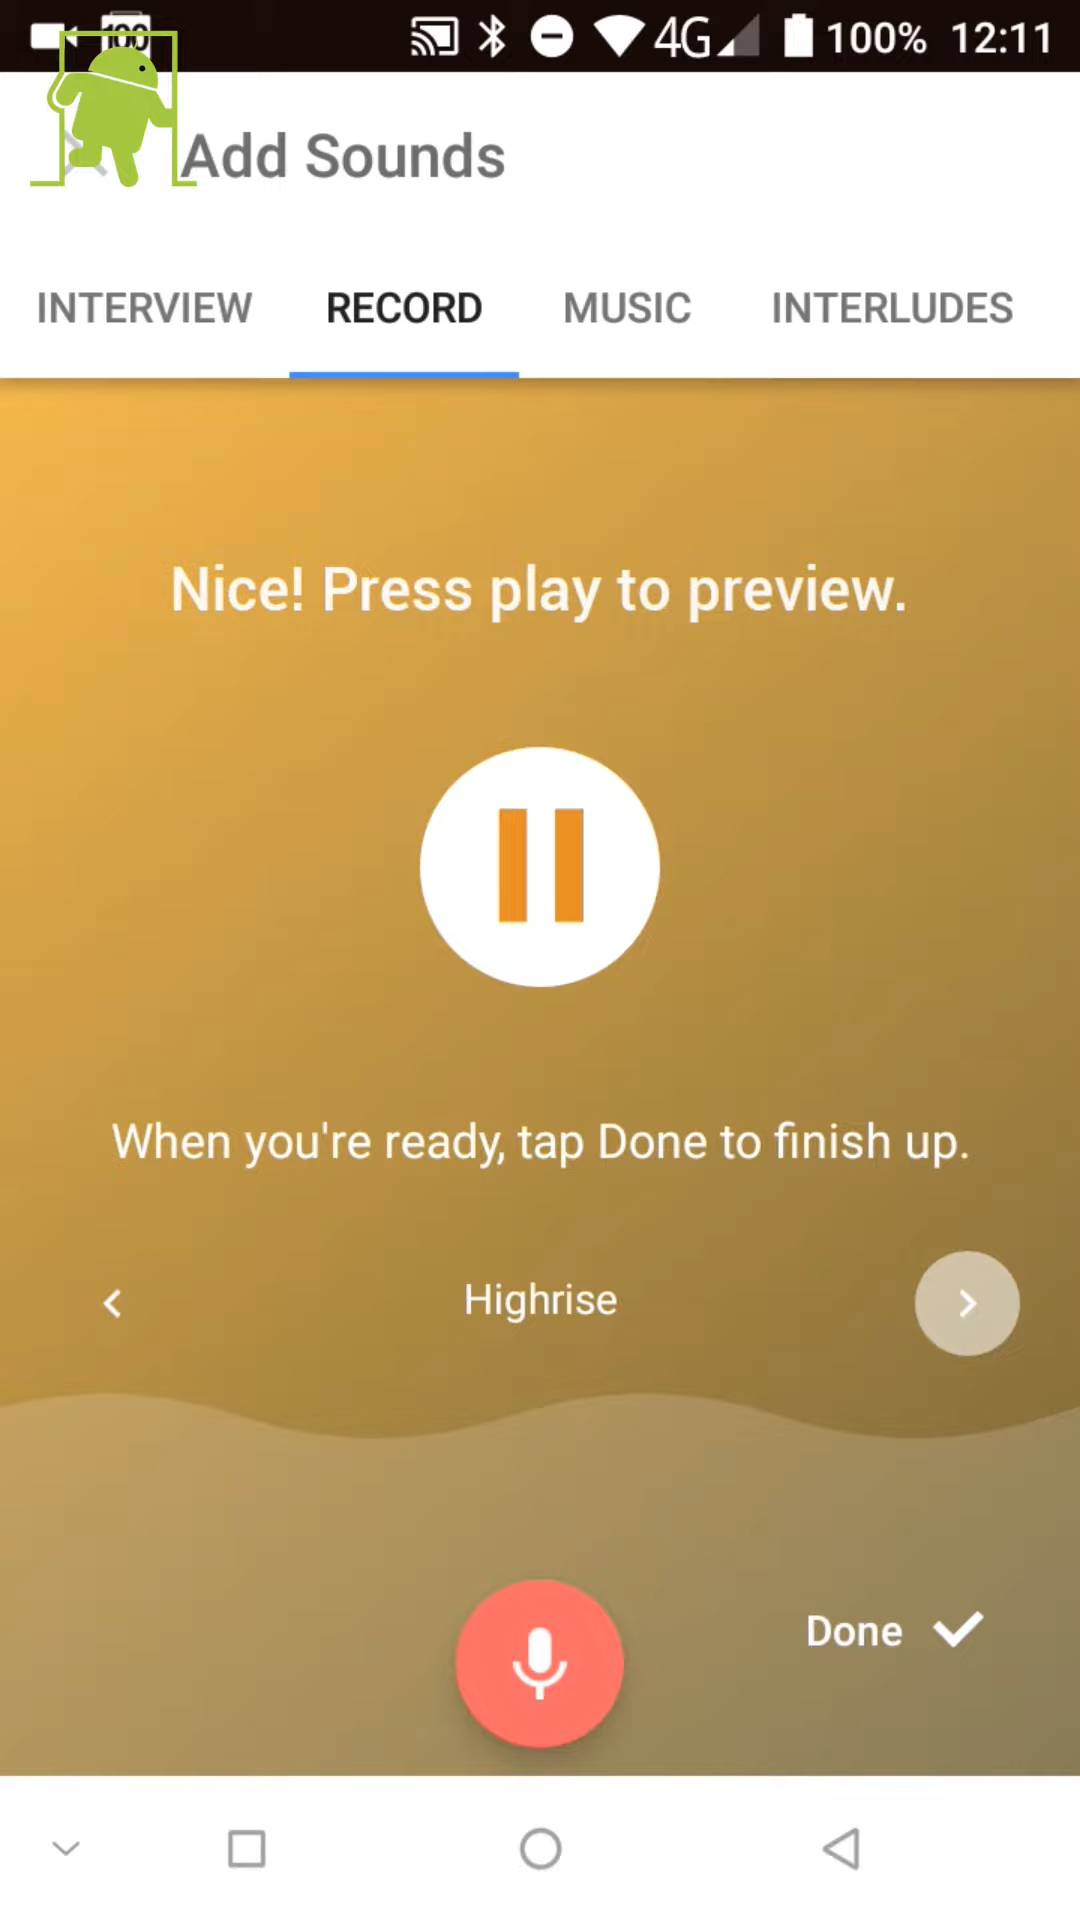 100 4G 100% 12:11
Add Sounds
INTERVIEW RECORD MUSIC INTERLUDES
Nice! Press play to preview.
When you're ready, tap Done to finish up.
Highrise
Done